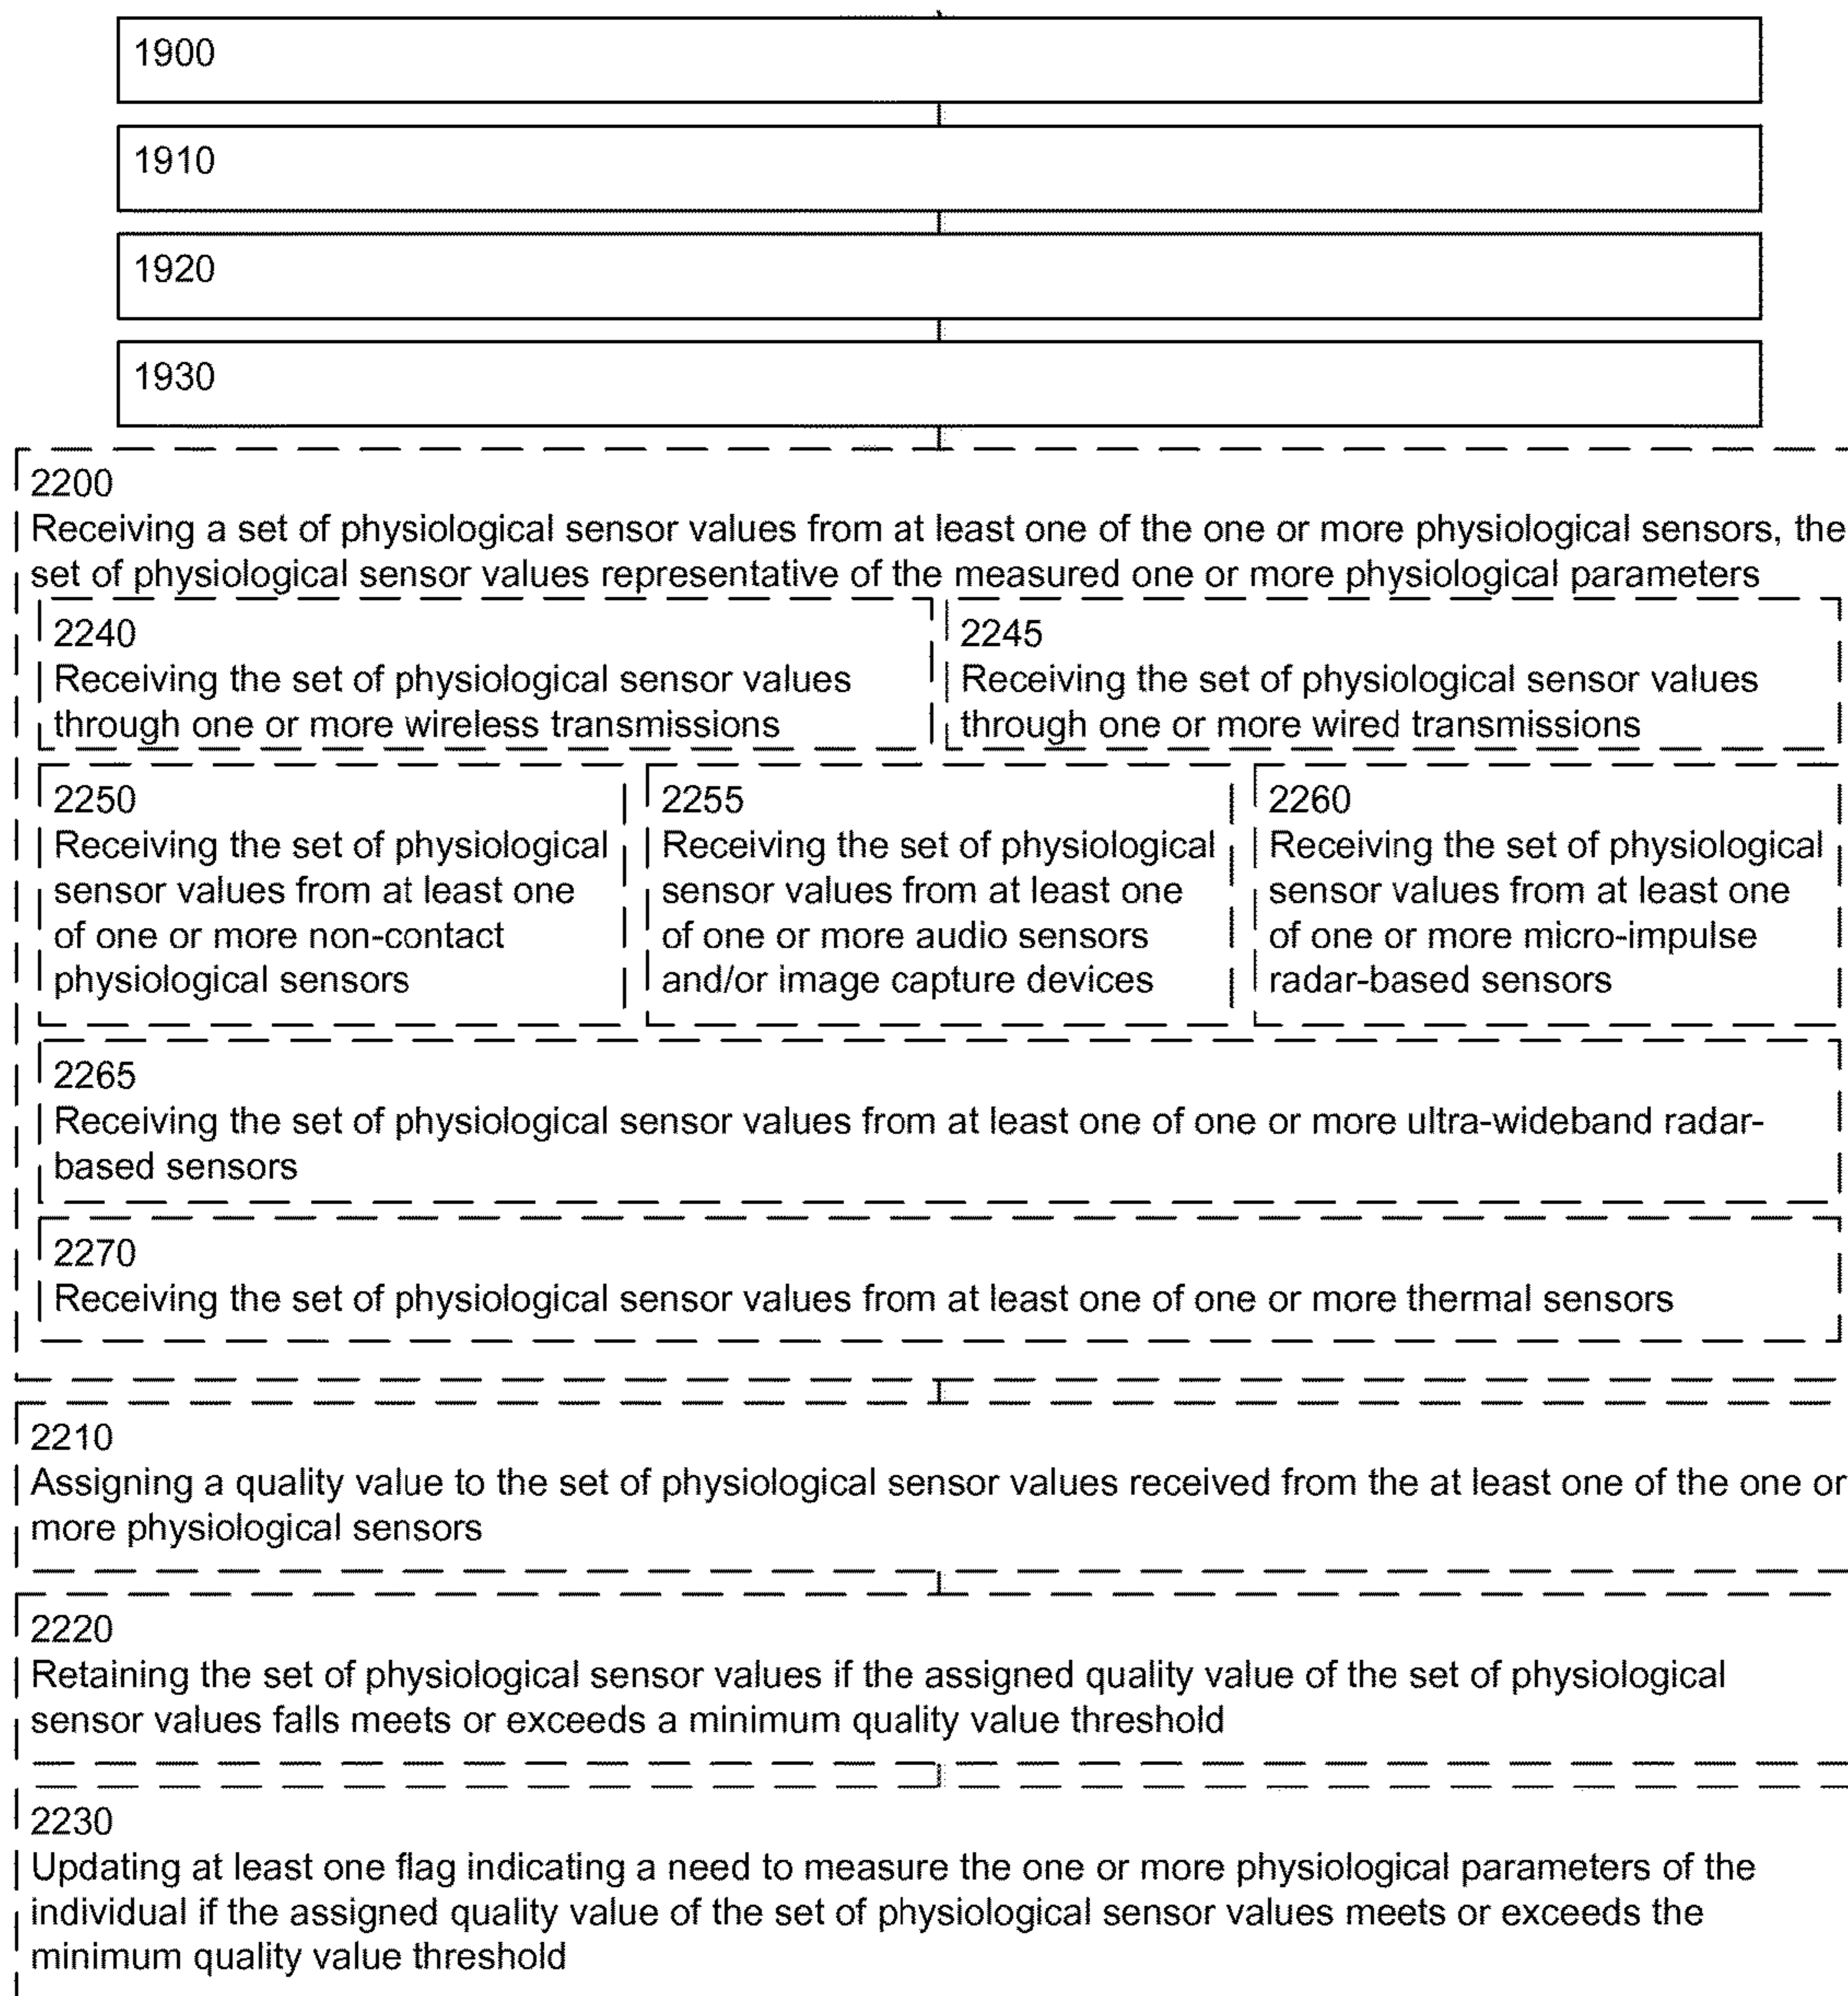 1900
1910
1920
1930
2200
Receiving a set of physiological sensor values from at least one of the one or more physiological sensors, the
set of physiological sensor values representative of the measured one or more physiological parameters
2240
Receiving the set of physiological sensor values
through one or more wireless transmissions
2245
Receiving the set of physiological sensor values
through one or more wired transmissions
2250
Receiving the set of physiological
sensor values from at least one
of one or more non-contact
physiological sensors
2255
Receiving the set of physiological
sensor values from at least one
of one or more audio sensors
and/or image capture devices
2260
Receiving the set of physiological
sensor values from at least one
of one or more micro-impulse
radar-based sensors
2265
Receiving the set of physiological sensor values from at least one of one or more ultra-wideband radar-
based sensors
2270
Receiving the set of physiological sensor values from at least one of one or more thermal sensors
2210
Assigning a quality value to the set of physiological sensor values received from the at least one of the one or
more physiological sensors
2220
Retaining the set of physiological sensor values if the assigned quality value of the set of physiological
sensor values falls meets or exceeds a minimum quality value threshold
2230
Updating at least one flag indicating a need to measure the one or more physiological parameters of the
individual if the assigned quality value of the set of physiological sensor values meets or exceeds the
minimum quality value threshold